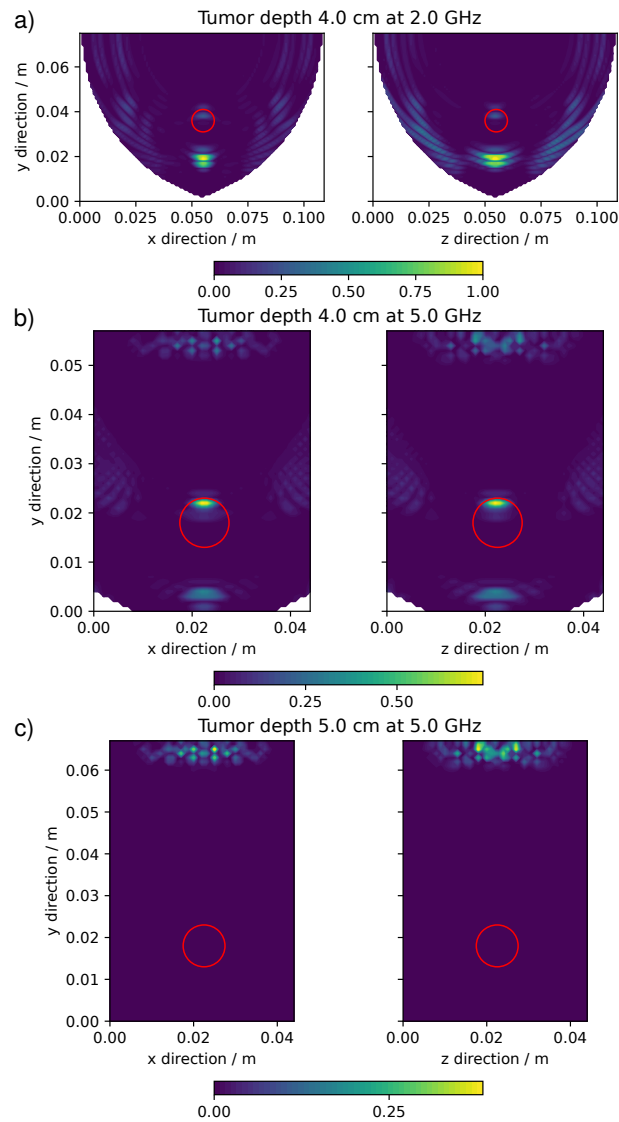 a)
Tumor depth 4.0 cm at 2.0 GHz
y direction / m
0.06
0.04
0.02
0.00
0.000 0.025 0.050 0.075 0.100
0.000 0.025 0.050 0.075 0.100
x direction / m
z direction / m
0.00 0.25 0.50 0.75 1.00
b)
Tumor depth 4.0 cm at 5.0 GHz
y direction / m
0.05
0.04
0.03
0.02
0.01
0.00
0.00 0.02 0.04
0.00 0.02 0.04
x direction / m
z direction / m
0.00 0.25 0.50
c)
Tumor depth 5.0 cm at 5.0 GHz
y direction / m
0.06
0.05
0.04
0.03
0.02
0.01
0.00
0.00 0.02 0.04
0.00 0.02 0.04
x direction / m
z direction / m
0.00 0.25